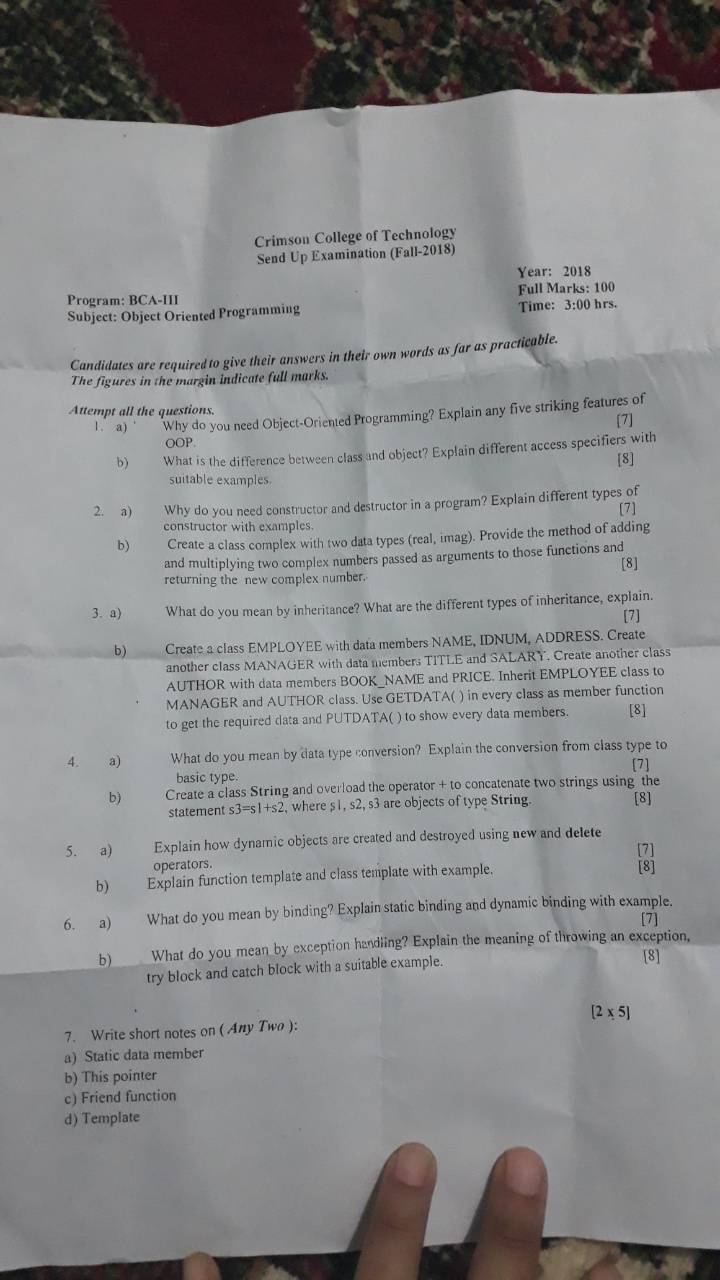 Crimson College of Technology
Send Up Examination (Fall-2018)
Year: 2018
Program: BCA-III
Full Marks: 100
Subject: Object Oriented Programming
Time: 3:00 hrs.
Candidates are required to give their answers in their own words as far as practicable.
The figures in the margin indicate full marks.
Attempt all the questions.
1. a) Why do you need Object-Oriented Programming? Explain any five striking features of
OOP. [7]
b) What is the difference between class and object? Explain different access specifiers with
suitable examples. [8]
2. a) Why do you need constructor and destructor in a program? Explain different types of
constructor with examples. [7]
b) Create a class complex with two data types (real, imag). Provide the method of adding
and multiplying two complex numbers passed as arguments to those functions and
returning the new complex number. [8]
3. a) What do you mean by inheritance? What are the different types of inheritance, explain.
[7]
b) Create a class EMPLOYEE with data members NAME, IDNUM, ADDRESS. Create
another class MANAGER with data members TITLE and SALARY. Create another class
AUTHOR with data members BOOK_NAME and PRICE. Inherit EMPLOYEE class to
MANAGER and AUTHOR class. Use GETDATA( ) in every class as member function
to get the required data and PUTDATA( ) to show every data members. [8]
4. a) What do you mean by data type conversion? Explain the conversion from class type to
basic type. [7]
b) Create a class String and overload the operator + to concatenate two strings using the
statement s3=s1+s2, where s1, s2, s3 are objects of type String. [8]
5. a) Explain how dynamic objects are created and destroyed using new and delete
operators. [7]
b) Explain function template and class template with example. [8]
6. a) What do you mean by binding? Explain static binding and dynamic binding with example.
[7]
b) What do you mean by exception handling? Explain the meaning of throwing an exception,
try block and catch block with a suitable example. [8]
7. Write short notes on ( Any Two ): [2 x 5]
a) Static data member
b) This pointer
c) Friend function
d) Template